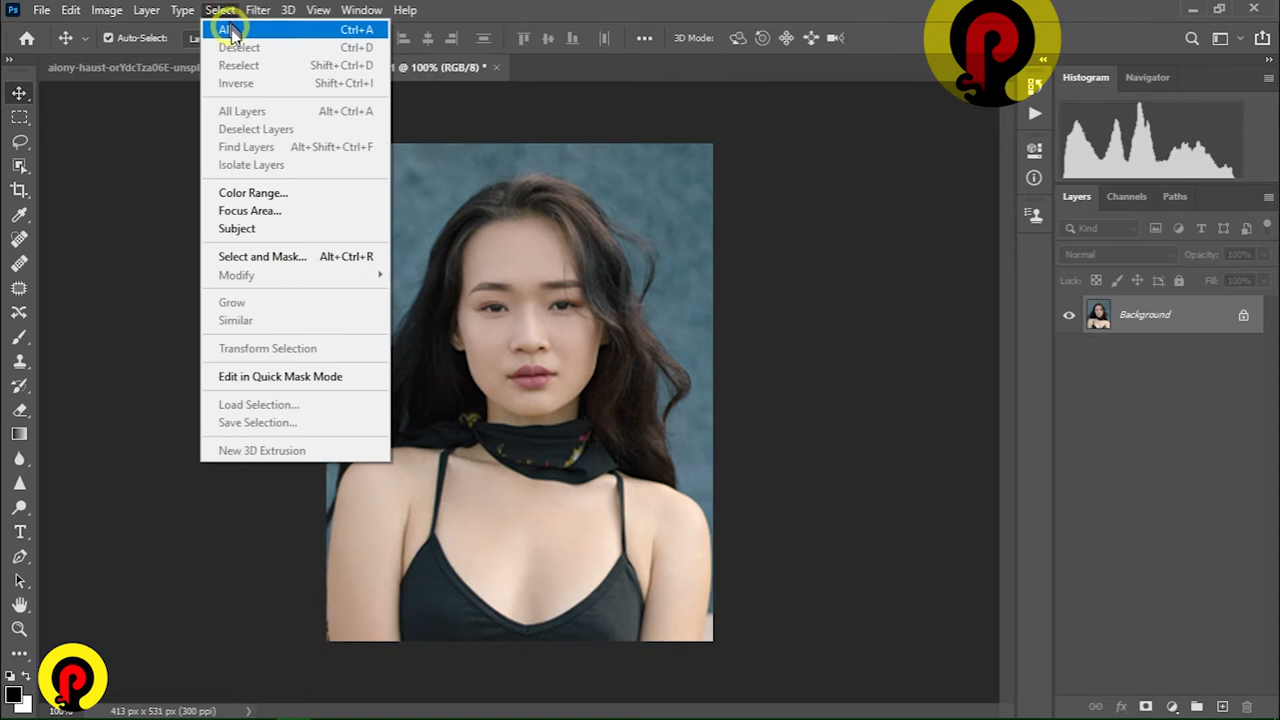 File Edit Image Layer Type Select Filter 3D View Window Help
Auto-Select:
3D Mode:
aiony-haust-orYdcTza06E-unspl
1 @ 100% (RGB/8) *
All Ctrl+A
Deselect Ctrl+D
Reselect Shift+Ctrl+D
Inverse Shift+Ctrl+I
All Layers Alt+Ctrl+A
Deselect Layers
Find Layers Alt+Shift+Ctrl+F
Isolate Layers
Color Range...
Focus Area...
Subject
Select and Mask... Alt+Ctrl+R
Modify
Grow
Similar
Transform Selection
Edit in Quick Mask Mode
Load Selection...
Save Selection...
New 3D Extrusion
Histogram Navigator
Layers Channels Paths
Kind
Normal Opacity: 100%
Lock: Fill: 100%
Background
100% 413 px x 531 px (300 ppi)